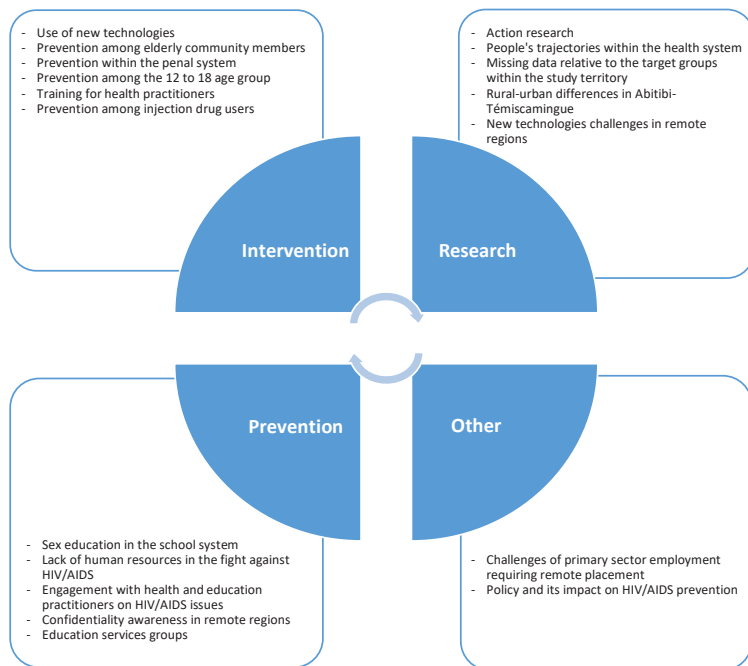 - Use of new technologies
- Prevention among elderly community members
- Prevention within the penal system
- Prevention among the 12 to 18 age group
- Training for health practitioners
- Prevention among injection drug users
- Action research
- People's trajectories within the health system
- Missing data relative to the target groups
within the study territory
- Rural-urban differences in Abitibi-
Témiscamingue
- New technologies challenges in remote
regions
Intervention
Research
Prevention
Other
- Sex education in the school system
- Lack of human resources in the fight against
HIV/AIDS
- Engagement with health and education
practitioners on HIV/AIDS issues
- Confidentiality awareness in remote regions
- Education services groups
- Challenges of primary sector employment
requiring remote placement
- Policy and its impact on HIV/AIDS prevention